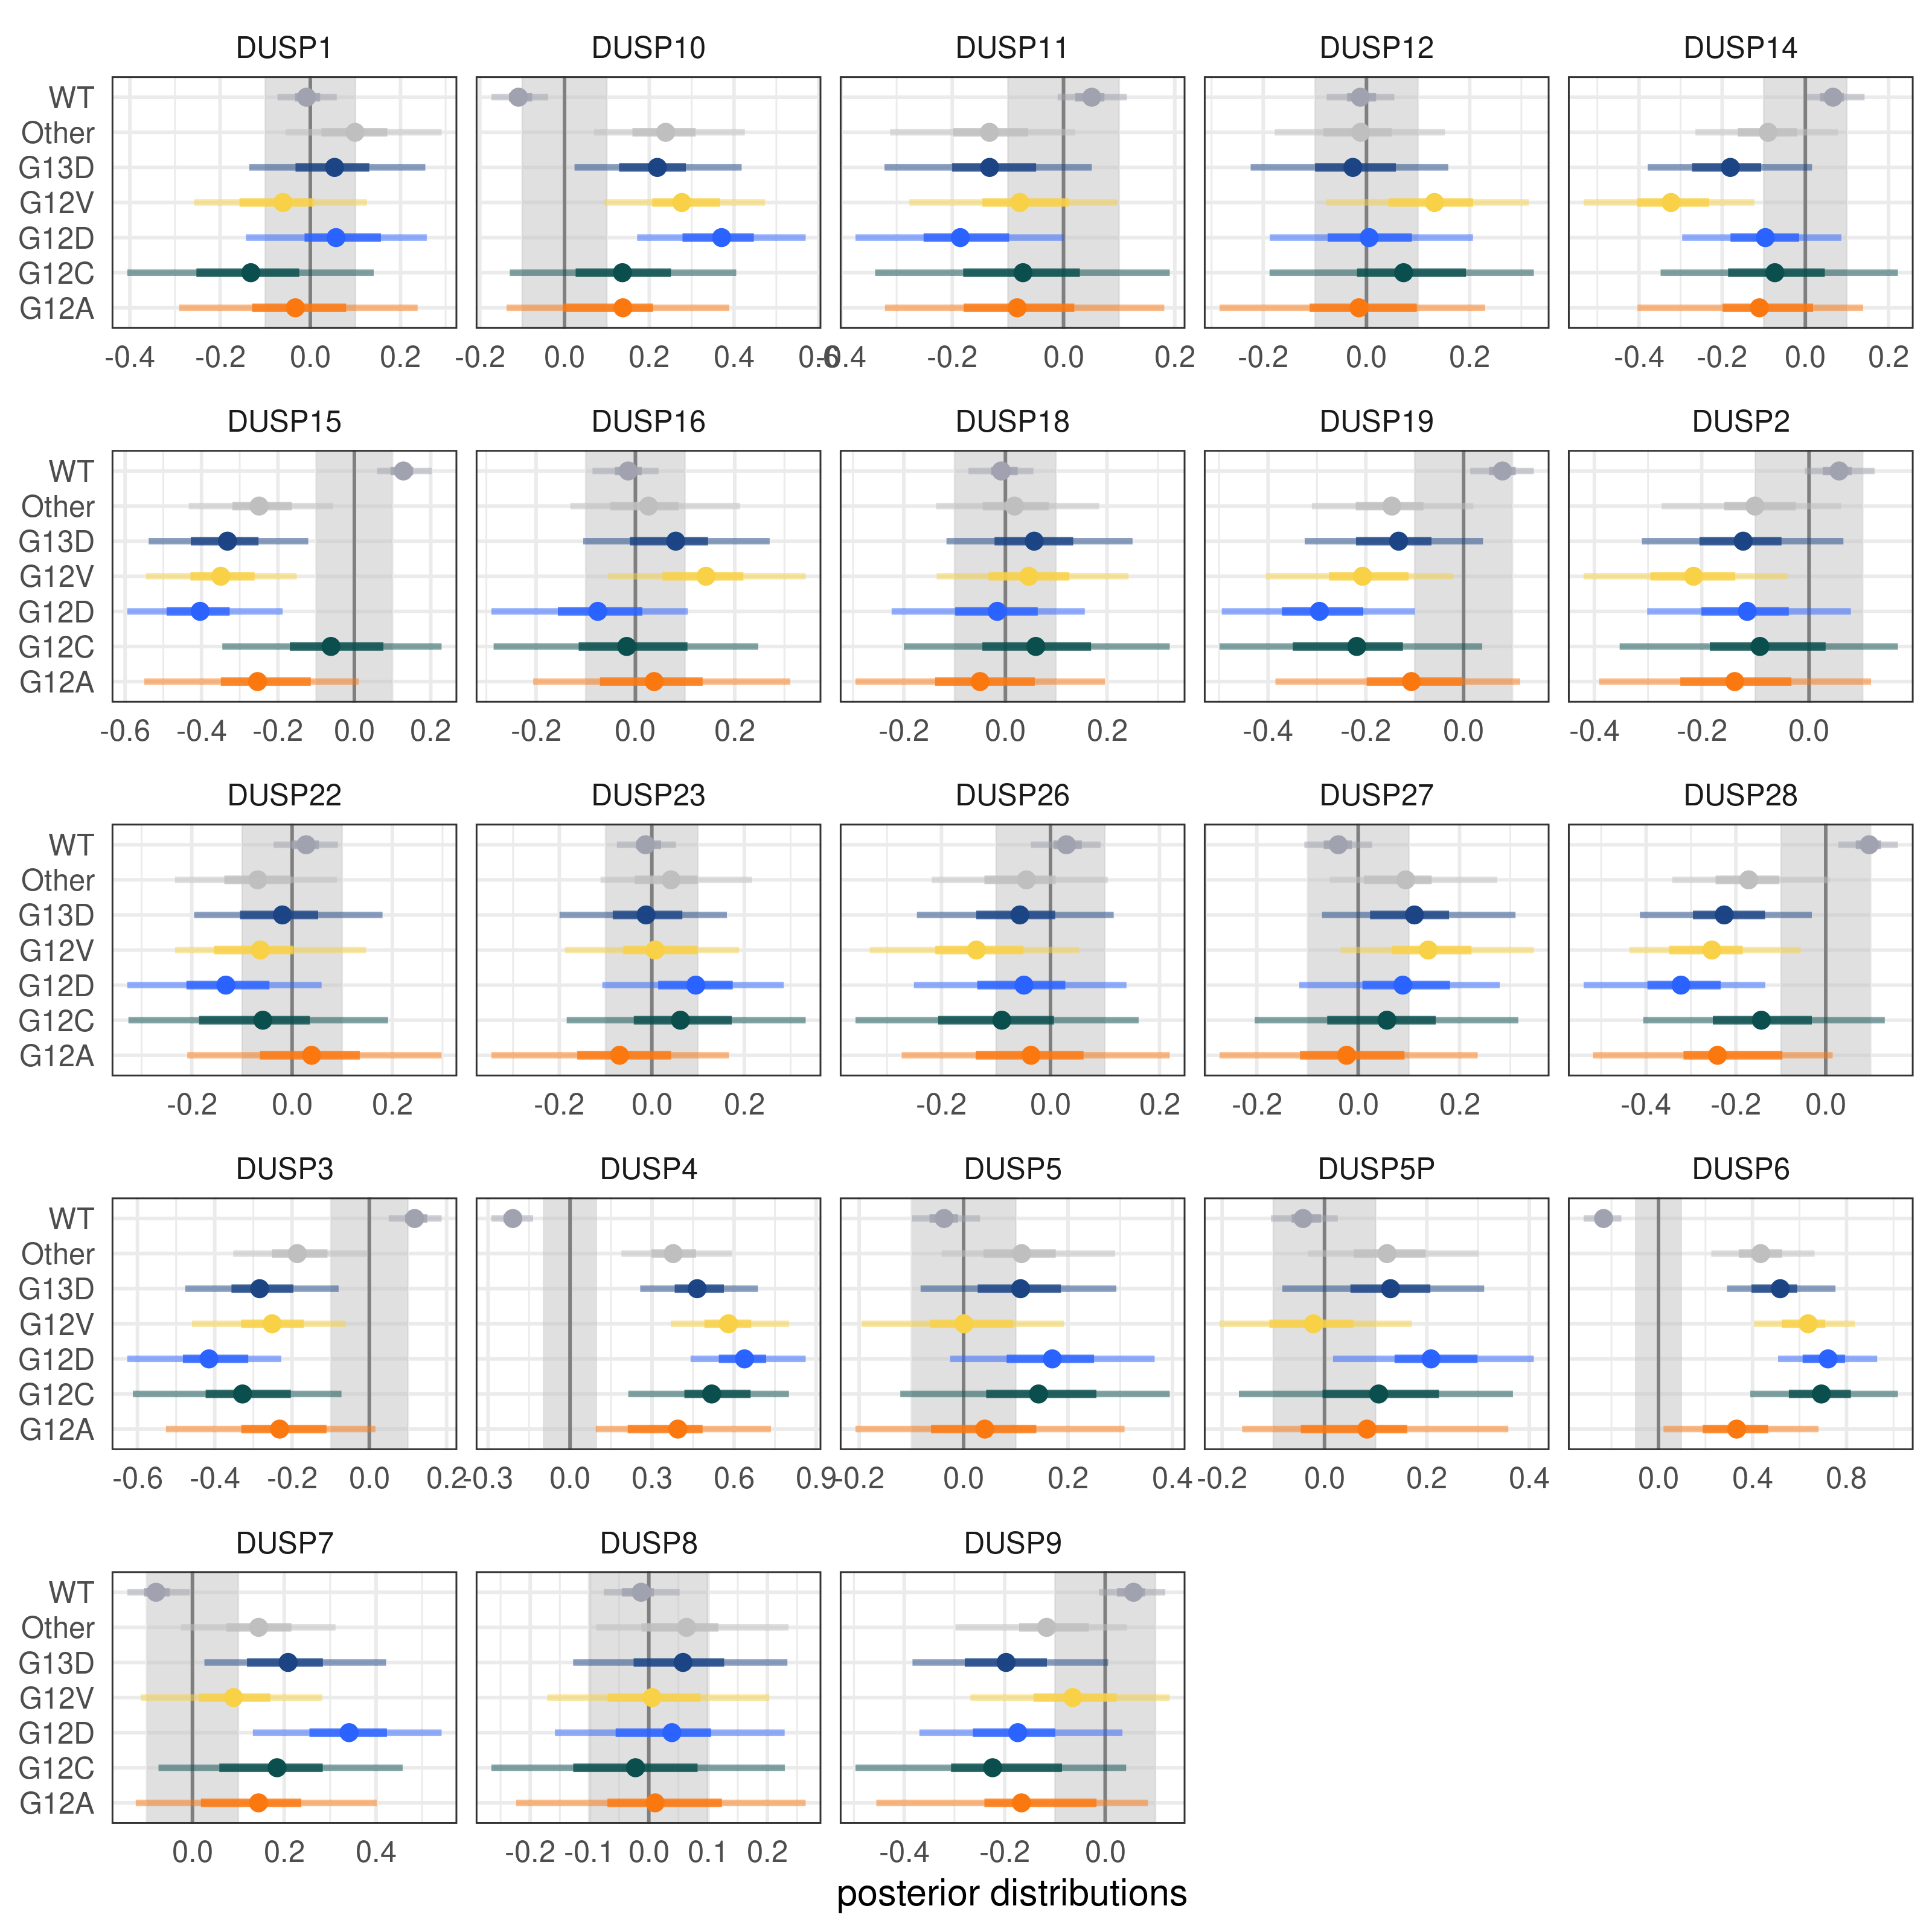 DUSP1 DUSP10 DUSP11 DUSP12 DUSP14
WT
Other
G13D
G12V
G12D
G12C
G12A
-0.4 -0.2 0.0 0.2 -0.2 0.0 0.2 0.4 0.6 -0.4 -0.2 0.0 0.2 -0.2 0.0 0.2 -0.4 -0.2 0.0 0.2
DUSP15 DUSP16 DUSP18 DUSP19 DUSP2
WT
Other
G13D
G12V
G12D
G12C
G12A
-0.6 -0.4 -0.2 0.0 0.2 -0.2 0.0 0.2 -0.2 0.0 0.2 -0.4 -0.2 0.0 -0.4 -0.2 0.0
DUSP22 DUSP23 DUSP26 DUSP27 DUSP28
WT
Other
G13D
G12V
G12D
G12C
G12A
-0.2 0.0 0.2 -0.2 0.0 0.2 -0.2 0.0 0.2 -0.2 0.0 0.2 -0.4 -0.2 0.0
DUSP3 DUSP4 DUSP5 DUSP5P DUSP6
WT
Other
G13D
G12V
G12D
G12C
G12A
-0.6 -0.4 -0.2 0.0 0.2 -0.3 0.0 0.3 0.6 0.9 -0.2 0.0 0.2 0.4 -0.2 0.0 0.2 0.4 0.0 0.4 0.8
DUSP7 DUSP8 DUSP9
WT
Other
G13D
G12V
G12D
G12C
G12A
0.0 0.2 0.4 -0.2 -0.1 0.0 0.1 0.2 -0.4 -0.2 0.0
posterior distributions